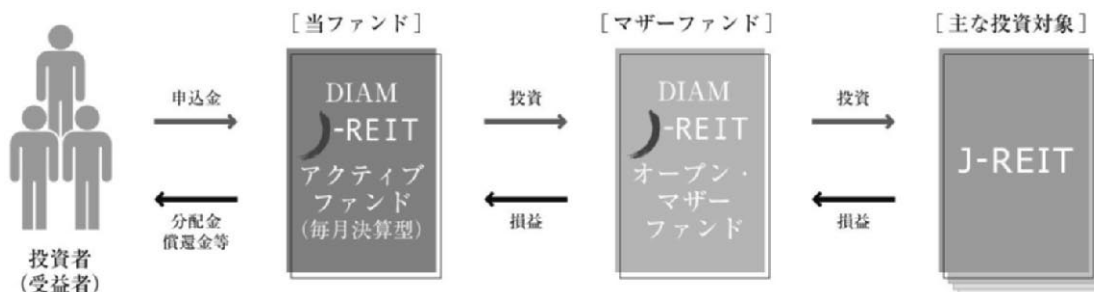 [当ファンド]
[マザーファンド]
[主な投資対象]
申込金
投資
投資
DIAM
J-REIT
アクティブ
ファンド
(毎月決算型)
DIAM
J-REIT
オープン・
マザー
ファンド
J-REIT
分配金
償還金等
損益
損益
投資者
(受益者)